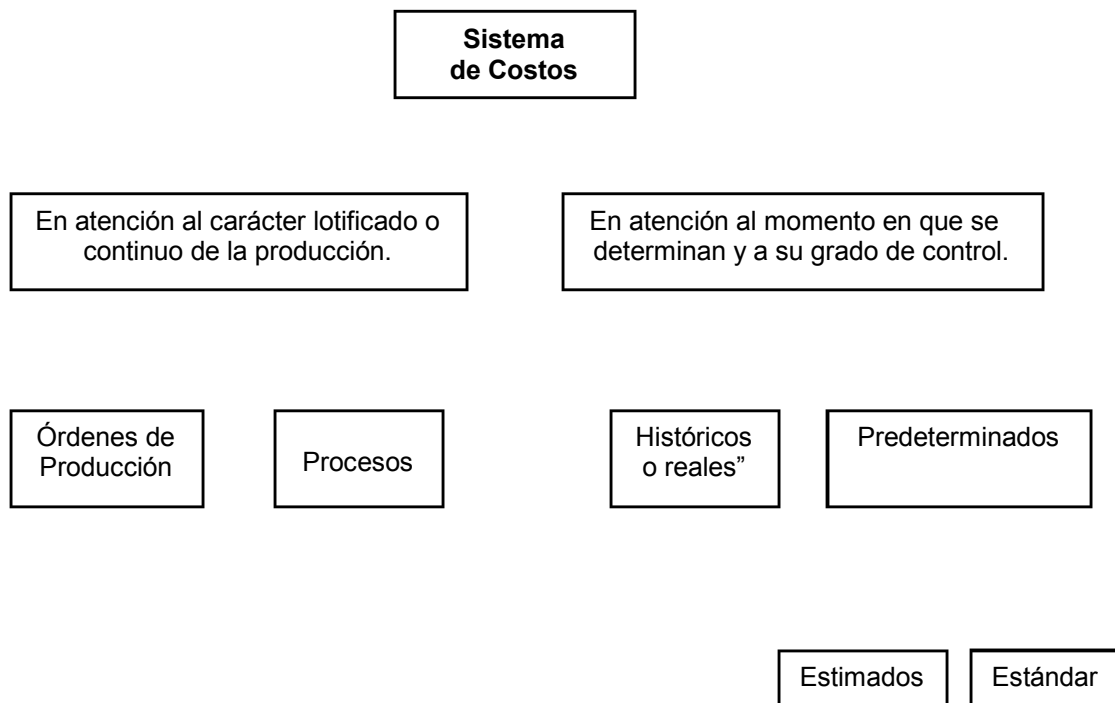 Sistema
de Costos
En atención al carácter lotificado o
continuo de la producción.
En atención al momento en que se
determinan y a su grado de control.
Órdenes de
Producción
Procesos
Históricos
o reales”
Predeterminados
Estimados
Estándar